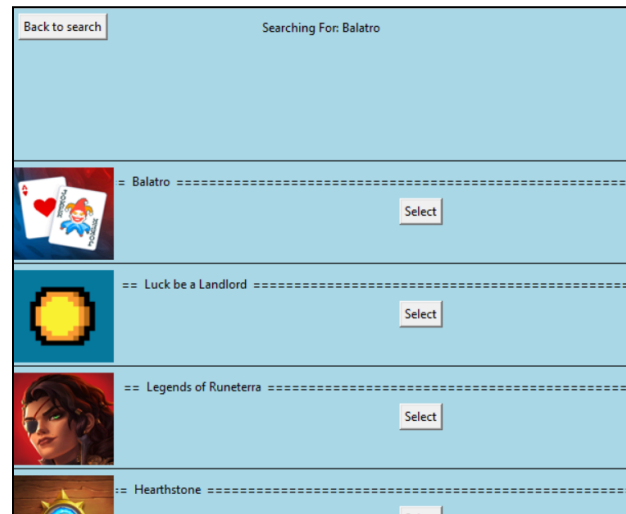 Back to search
Searching For: Balatro
= Balatro =======================================================
Select
== Luck be a Landlord ==============================================
Select
== Legends of Runeterra ============================================
Select
:= Hearthstone ===================================================